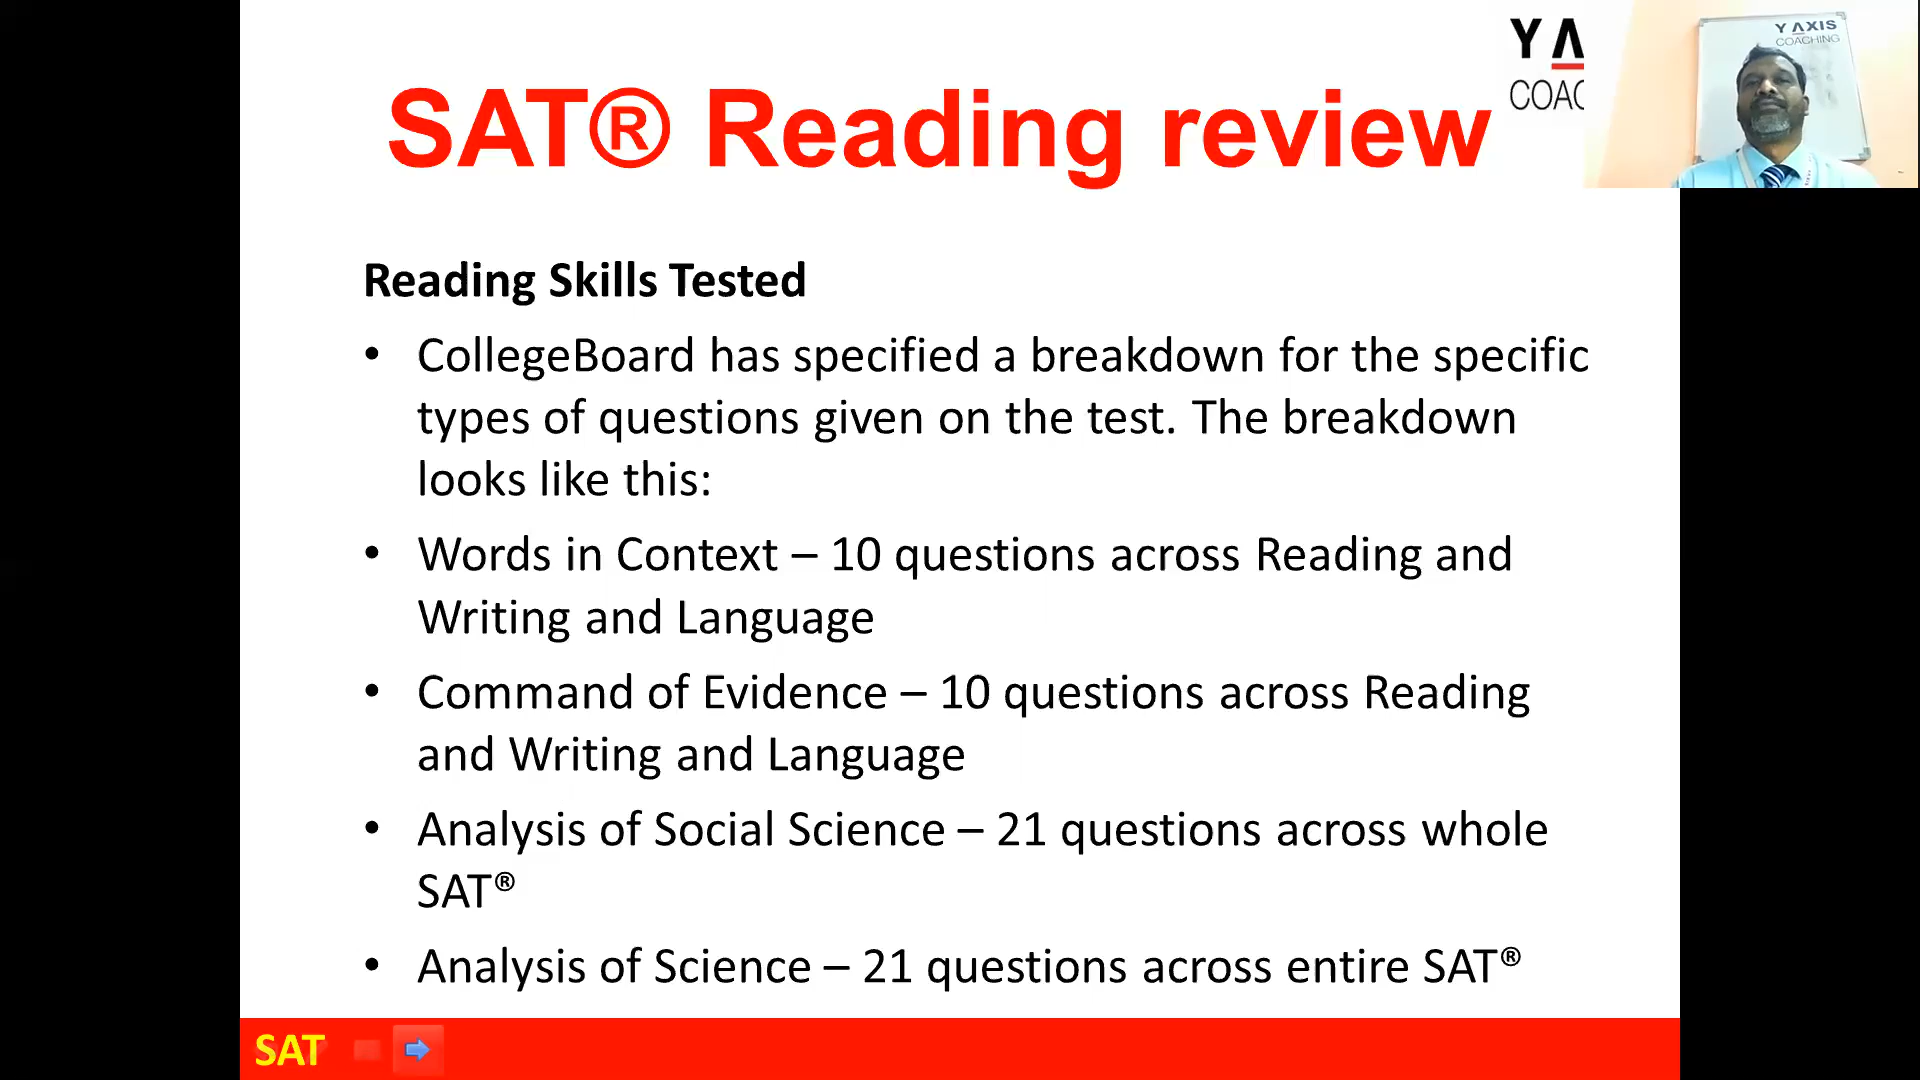 SAT® Reading review
Y A
COAC
Y AXIS
COACHING
Reading Skills Tested
• CollegeBoard has specified a breakdown for the specific
types of questions given on the test. The breakdown
looks like this:
• Words in Context – 10 questions across Reading and
Writing and Language
• Command of Evidence – 10 questions across Reading
and Writing and Language
• Analysis of Social Science – 21 questions across whole
SAT®
• Analysis of Science – 21 questions across entire SAT®
SAT